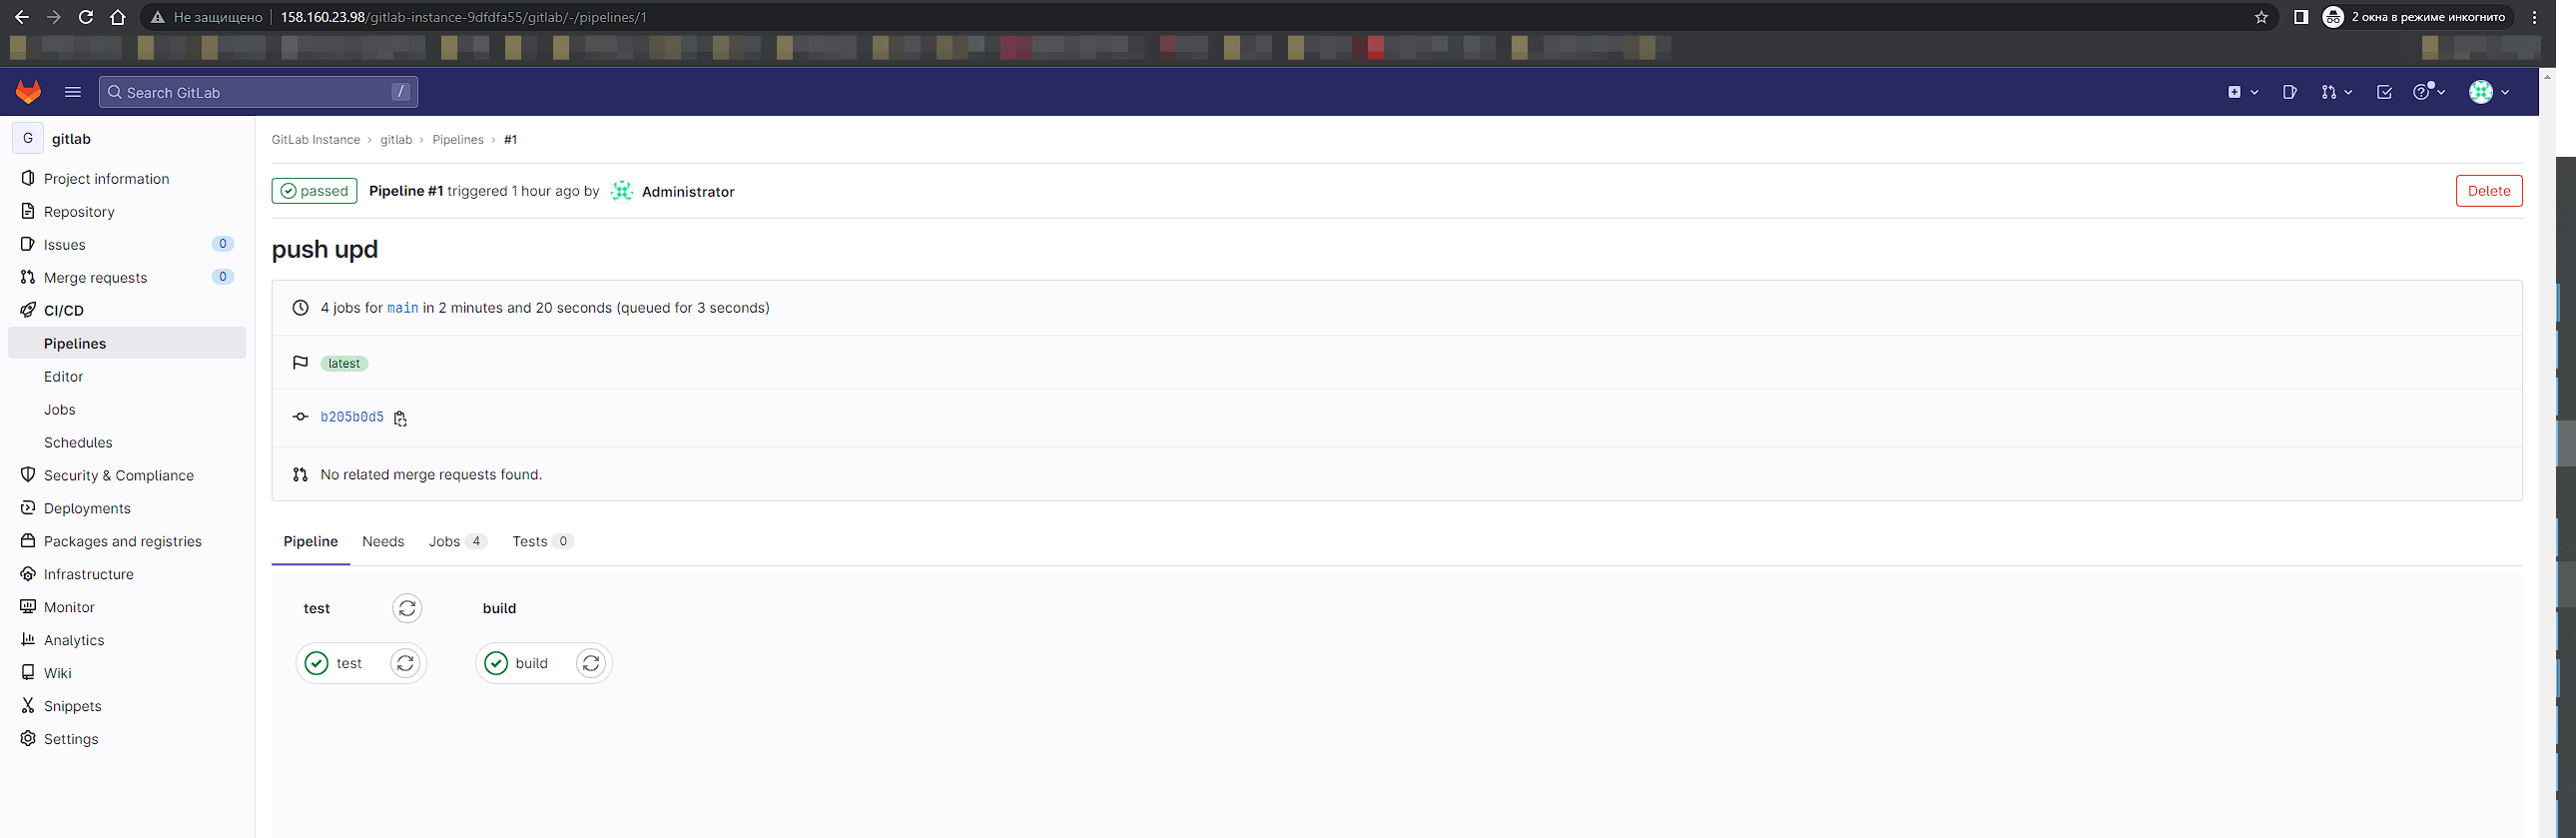 Не защищено 158.160.23.98/gitlab-instance-9dfdfa55/gitlab/-/pipelines/1 2 окна в режиме инкогнито
Search GitLab /
G gitlab
Project information
Repository
Issues 0
Merge requests 0
CI/CD
Pipelines
Editor
Jobs
Schedules
Security & Compliance
Deployments
Packages and registries
Infrastructure
Monitor
Analytics
Wiki
Snippets
Settings
GitLab Instance › gitlab › Pipelines › #1
passed Pipeline #1 triggered 1 hour ago by Administrator Delete
push upd
4 jobs for main in 2 minutes and 20 seconds (queued for 3 seconds)
latest
b205b0d5
No related merge requests found.
Pipeline Needs Jobs 4 Tests 0
test build
test build